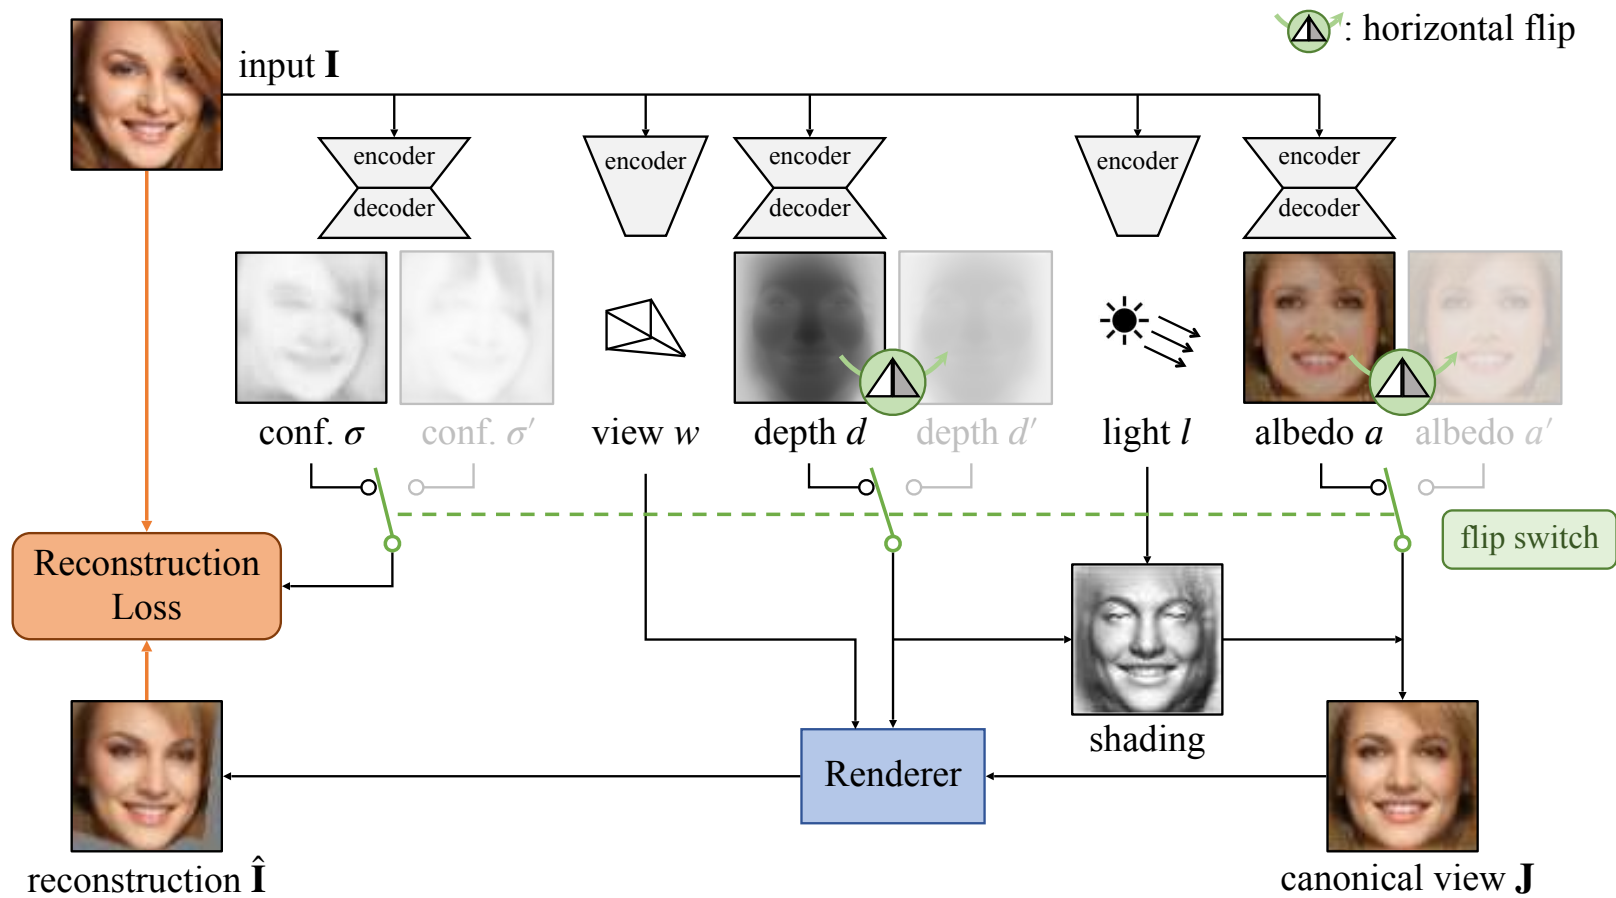 : horizontal flip
input I
encoder
decoder
encoder
encoder
decoder
encoder
encoder
decoder
conf. σ
conf. σ′
view w
depth d
depth d′
light l
albedo a
albedo a′
flip switch
Reconstruction
Loss
shading
Renderer
reconstruction Î
canonical view J